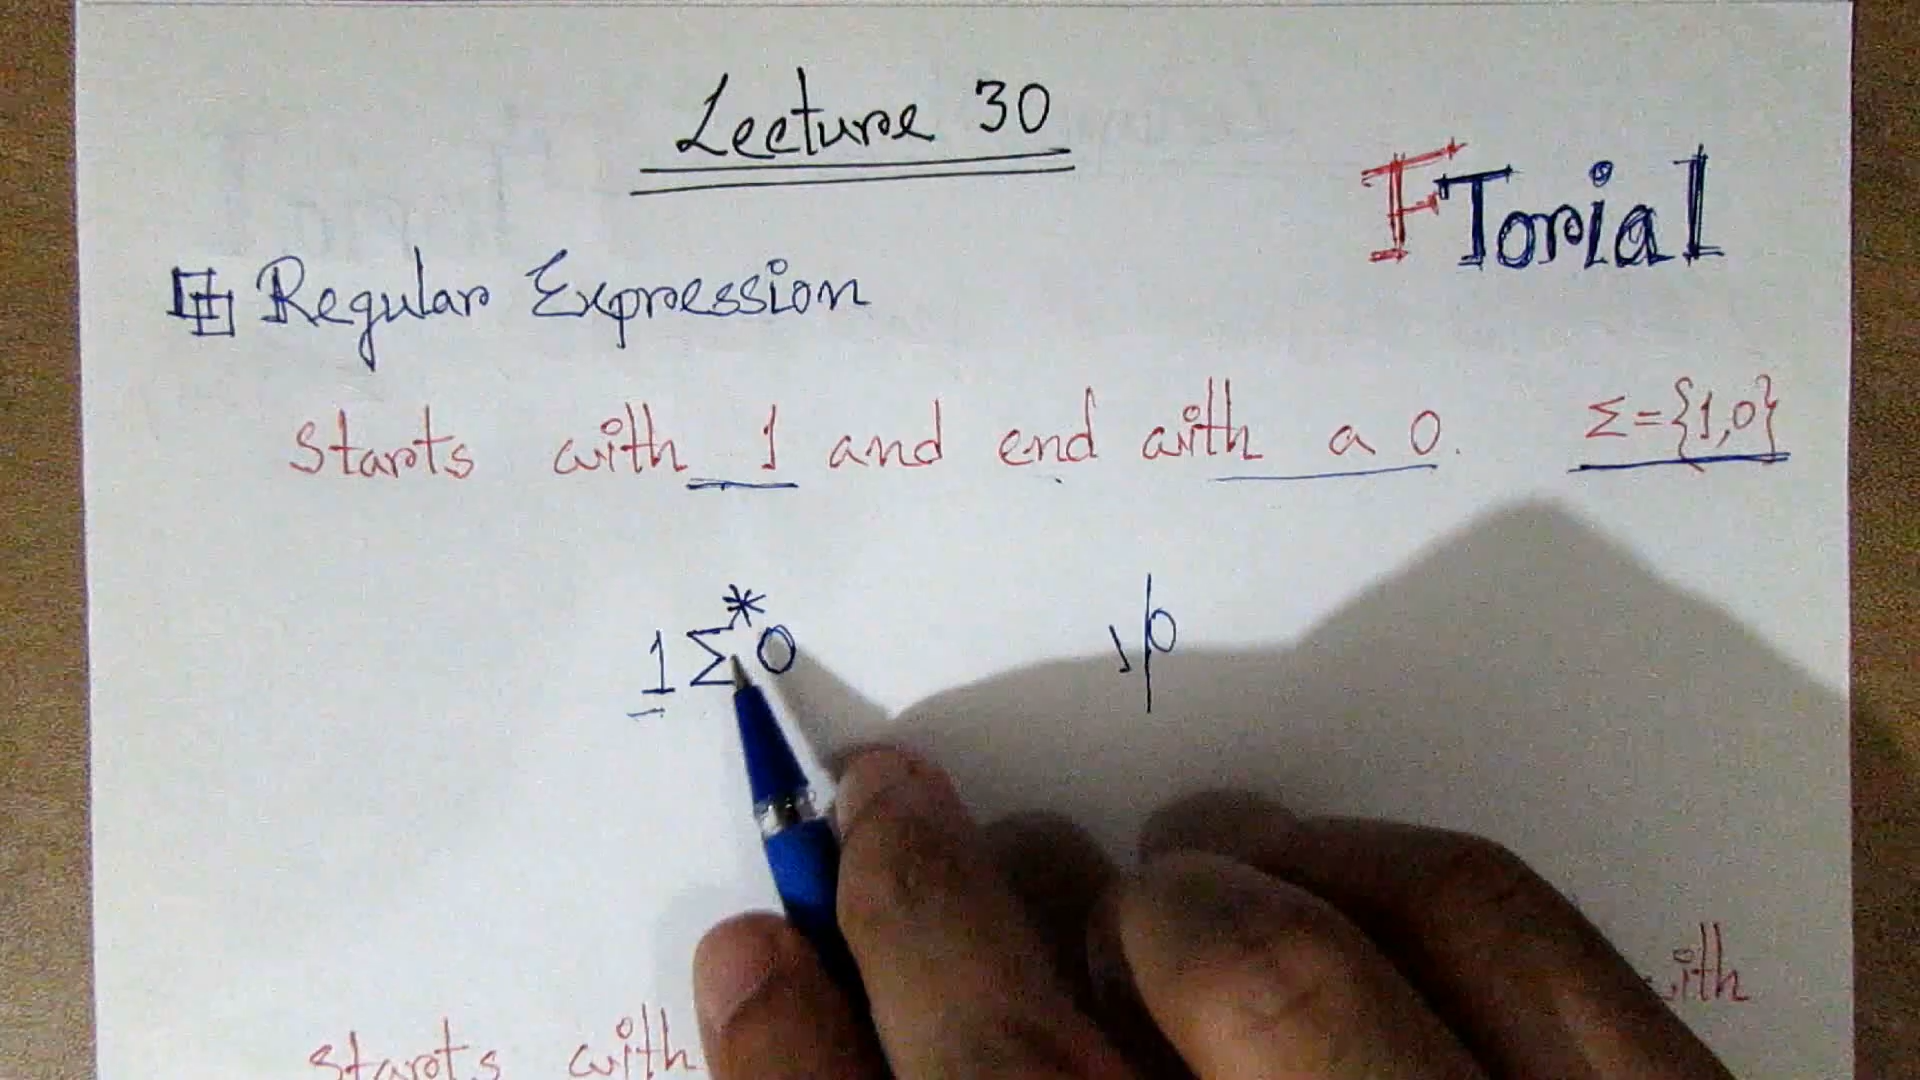 Lecture 30
FTorial
Regular Expression
Starts with 1 and end with a 0. Σ={1,0}
1Σ*0 1|0
with
starts with